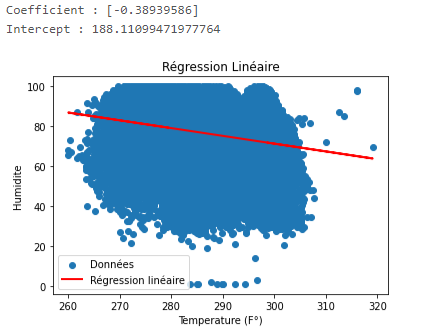 Coefficient : [-0.38939586]
Intercept : 188.11099471977764
Régression Linéaire
100
80
60
40
20
0
Humidite
260 270 280 290 300 310 320
Temperature (F°)
Données
Régression linéaire